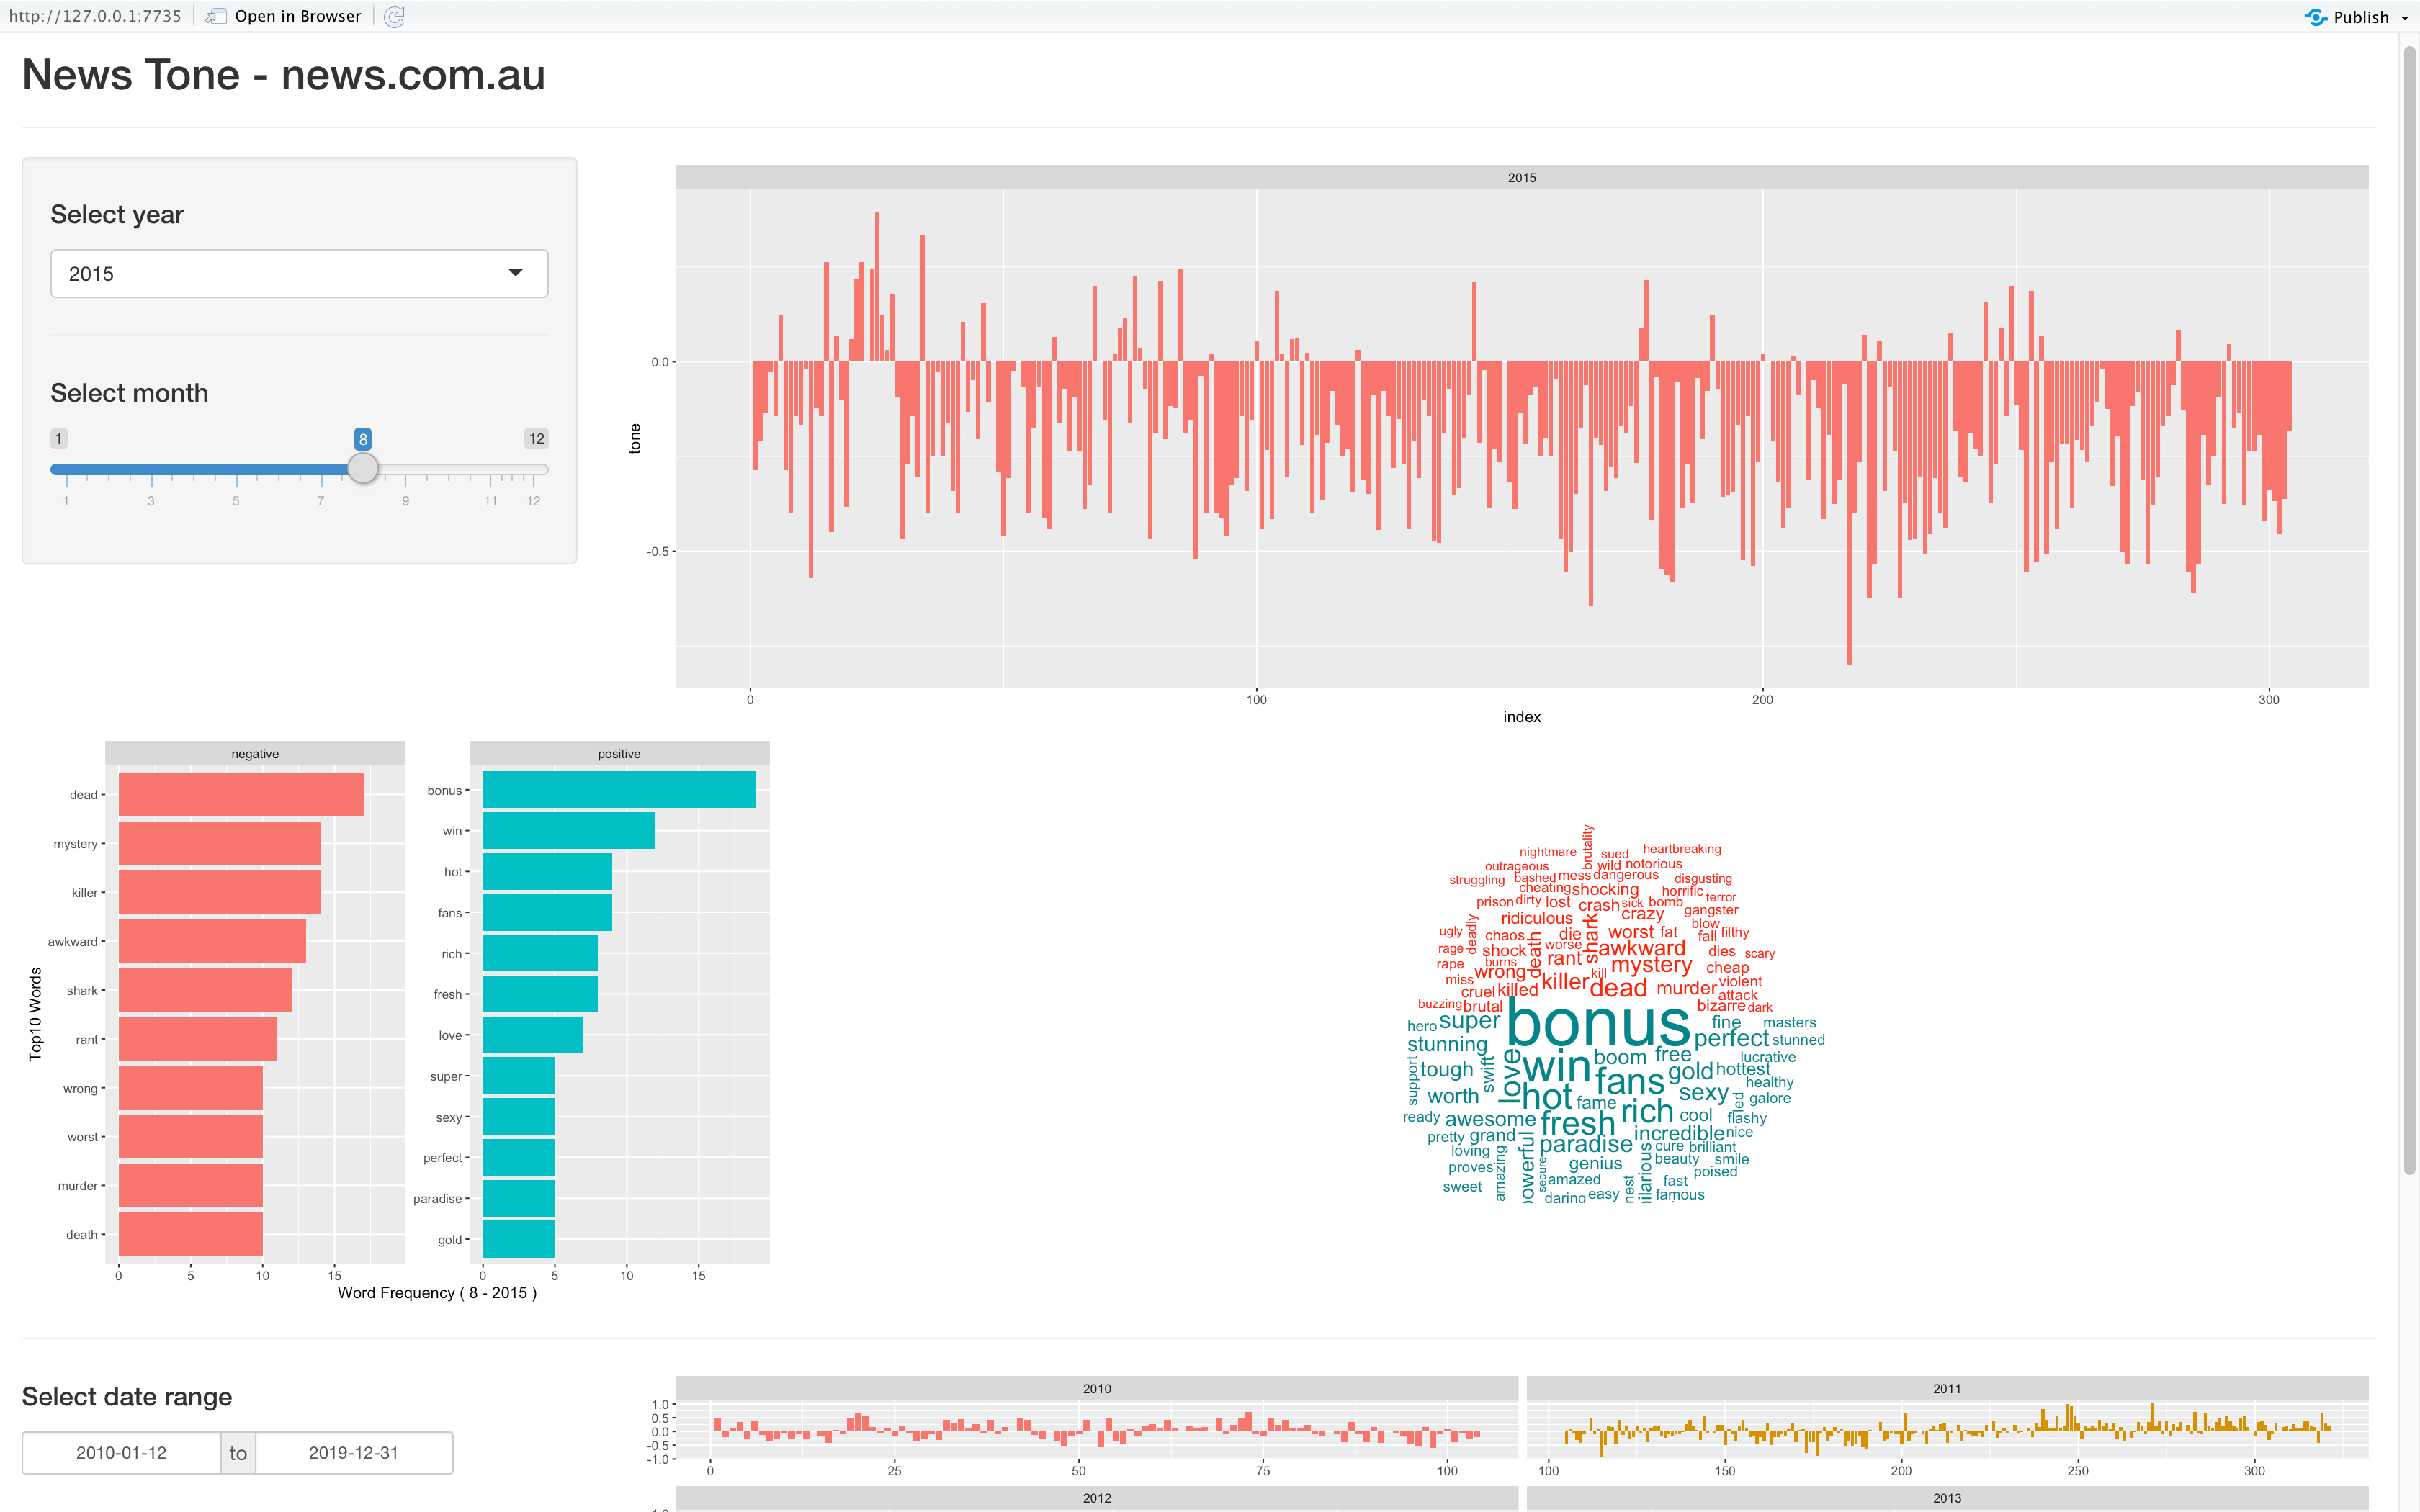 http://127.0.0.1:7735 Open in Browser Publish
News Tone - news.com.au
Select year
2015
Select month
1 8 12
1 3 5 7 9 11 12
2015
tone
0.0
-0.5
0 100 200 300
index
negative
Top10 Words
dead
mystery
killer
awkward
shark
rant
wrong
worst
murder
death
0 5 10 15
positive
bonus
win
hot
fans
rich
fresh
love
super
sexy
perfect
paradise
gold
0 5 10 15
Word Frequency ( 8 - 2015 )
brutality
nightmare sued heartbreaking
outrageous wild notorious
struggling bashed mess dangerous disgusting
cheating shocking horrific terror
prison dirty lost crash sick bomb gangster
ridiculous shark crazy blow
ugly deadly chaos die worst fat fall filthy
rage shock death worse awkward dies scary
rape burns rant mystery cheap
miss wrong kill violent
cruel killed killer dead murder attack
buzzing brutal bizarre dark
hero super bonus fine masters
stunning perfect stunned
support tough swift love win boom free lucrative
fans gold hottest
worth hot sexy healthy
fame rich led galore
ready awesome fresh cool flashy
pretty grand powerful paradise incredible nice
loving amazing cure brilliant
proves secure genius hilarious beauty smile
sweet amazed fast poised
daring easy nest famous
Select date range
2010-01-12 to 2019-12-31
2010
1.0
0.5
0.0
-0.5
-1.0
0 25 50 75 100
2011
100 150 200 250 300
2012
1.0
2013